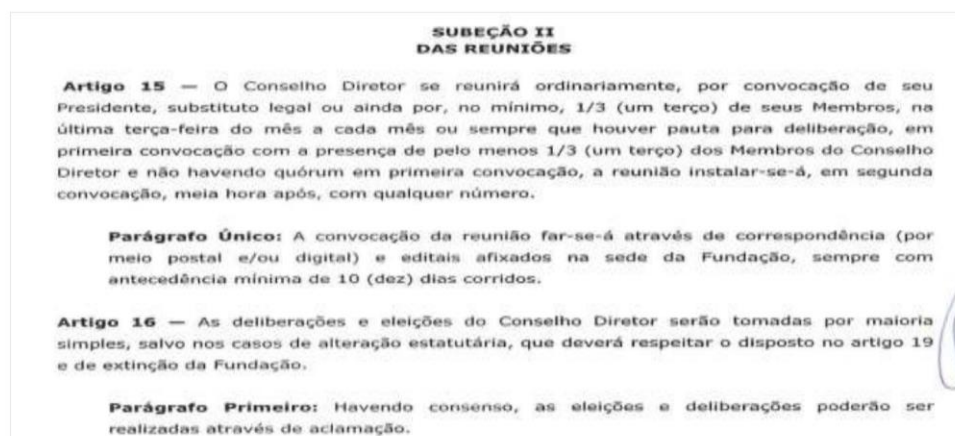 SUBEÇÃO II
DAS REUNIÕES
Artigo 15 — O Conselho Diretor se reunirá ordinariamente, por convocação de seu
Presidente, substituto legal ou ainda por, no mínimo, 1/3 (um terço) de seus Membros, na
última terça-feira do mês a cada mês ou sempre que houver pauta para deliberação, em
primeira convocação com a presença de pelo menos 1/3 (um terço) dos Membros do Conselho
Diretor e não havendo quórum em primeira convocação, a reunião instalar-se-á, em segunda
convocação, meia hora após, com qualquer número.
Parágrafo Único: A convocação da reunião far-se-á através de correspondência (por
meio postal e/ou digital) e editais afixados na sede da Fundação, sempre com
antecedência mínima de 10 (dez) dias corridos.
Artigo 16 — As deliberações e eleições do Conselho Diretor serão tomadas por maioria
simples, salvo nos casos de alteração estatutária, que deverá respeitar o disposto no artigo 19
e de extinção da Fundação.
Parágrafo Primeiro: Havendo consenso, as eleições e deliberações poderão ser
realizadas através de aclamação.